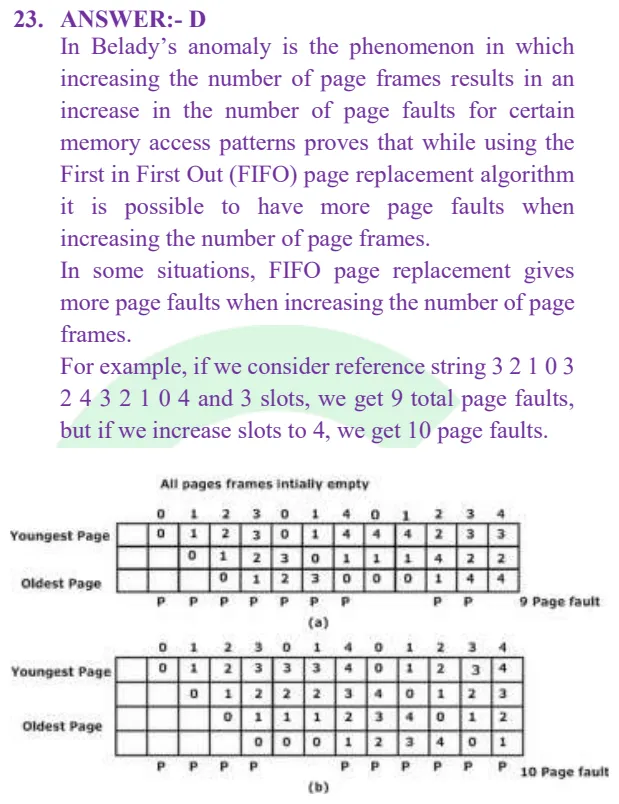 23. ANSWER:- D
In Belady’s anomaly is the phenomenon in which
increasing the number of page frames results in an
increase in the number of page faults for certain
memory access patterns proves that while using the
First in First Out (FIFO) page replacement algorithm
it is possible to have more page faults when
increasing the number of page frames.
In some situations, FIFO page replacement gives
more page faults when increasing the number of page
frames.
For example, if we consider reference string 3 2 1 0 3
2 4 3 2 1 0 4 and 3 slots, we get 9 total page faults,
but if we increase slots to 4, we get 10 page faults.
All pages frames intially empty
0 1 2 3 0 1 4 0 1 2 3 4
Youngest Page 0 1 2 3 0 1 4 4 4 2 3 3
0 1 2 3 0 1 1 1 4 2 2
Oldest Page 0 1 2 3 0 0 0 1 4 4
P P P P P P P P P 9 Page fault
(a)
0 1 2 3 0 1 4 0 1 2 3 4
Youngest Page 0 1 2 3 3 3 4 0 1 2 3 4
0 1 2 2 2 3 4 0 1 2 3
Oldest Page 0 1 1 1 2 3 4 0 1 2
0 0 0 1 2 3 4 0 1
P P P P P P P P P P 10 Page fault
(b)